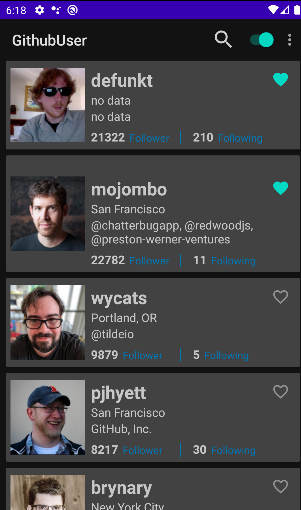 6:18
GithubUser
defunkt
no data
no data
21322 Follower 210 Following
mojombo
San Francisco
@chatterbugapp, @redwoodjs,
@preston-werner-ventures
22782 Follower 11 Following
wycats
Portland, OR
@tildeio
9879 Follower 5 Following
pjhyett
San Francisco
GitHub, Inc.
8217 Follower 30 Following
brynary
New York City